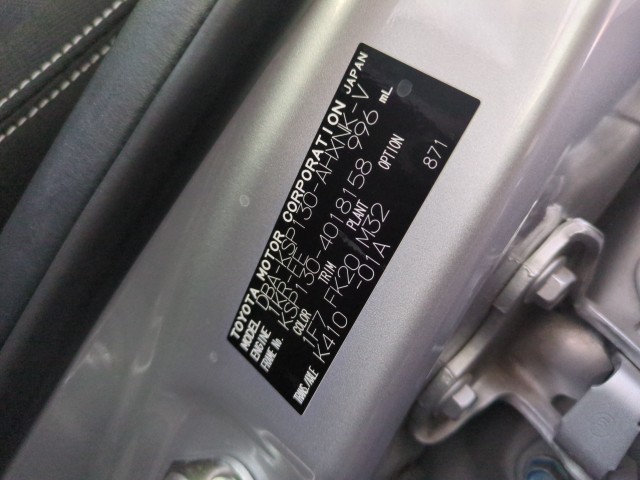 TOYOTA MOTOR CORPORATION JAPAN
MODEL DBA-KSP130-AHXNK-V
ENGINE 1KR-FE 996 mL
FRAME No. KSP130-4018158
COLOR TRIM PLANT OPTION
1F7 FK20 M32 871
TRANS/AXLE K410 -01A